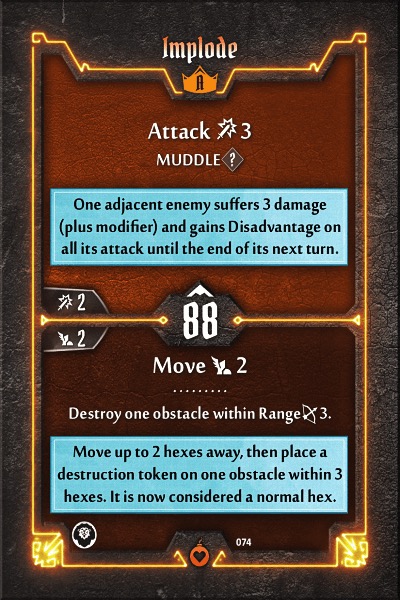 Implode
A
Attack 3
MUDDLE ?
One adjacent enemy suffers 3 damage
(plus modifier) and gains Disadvantage on
all its attack until the end of its next turn.
2
88
2
Move 2
Destroy one obstacle within Range 3.
Move up to 2 hexes away, then place a
destruction token on one obstacle within 3
hexes. It is now considered a normal hex.
074